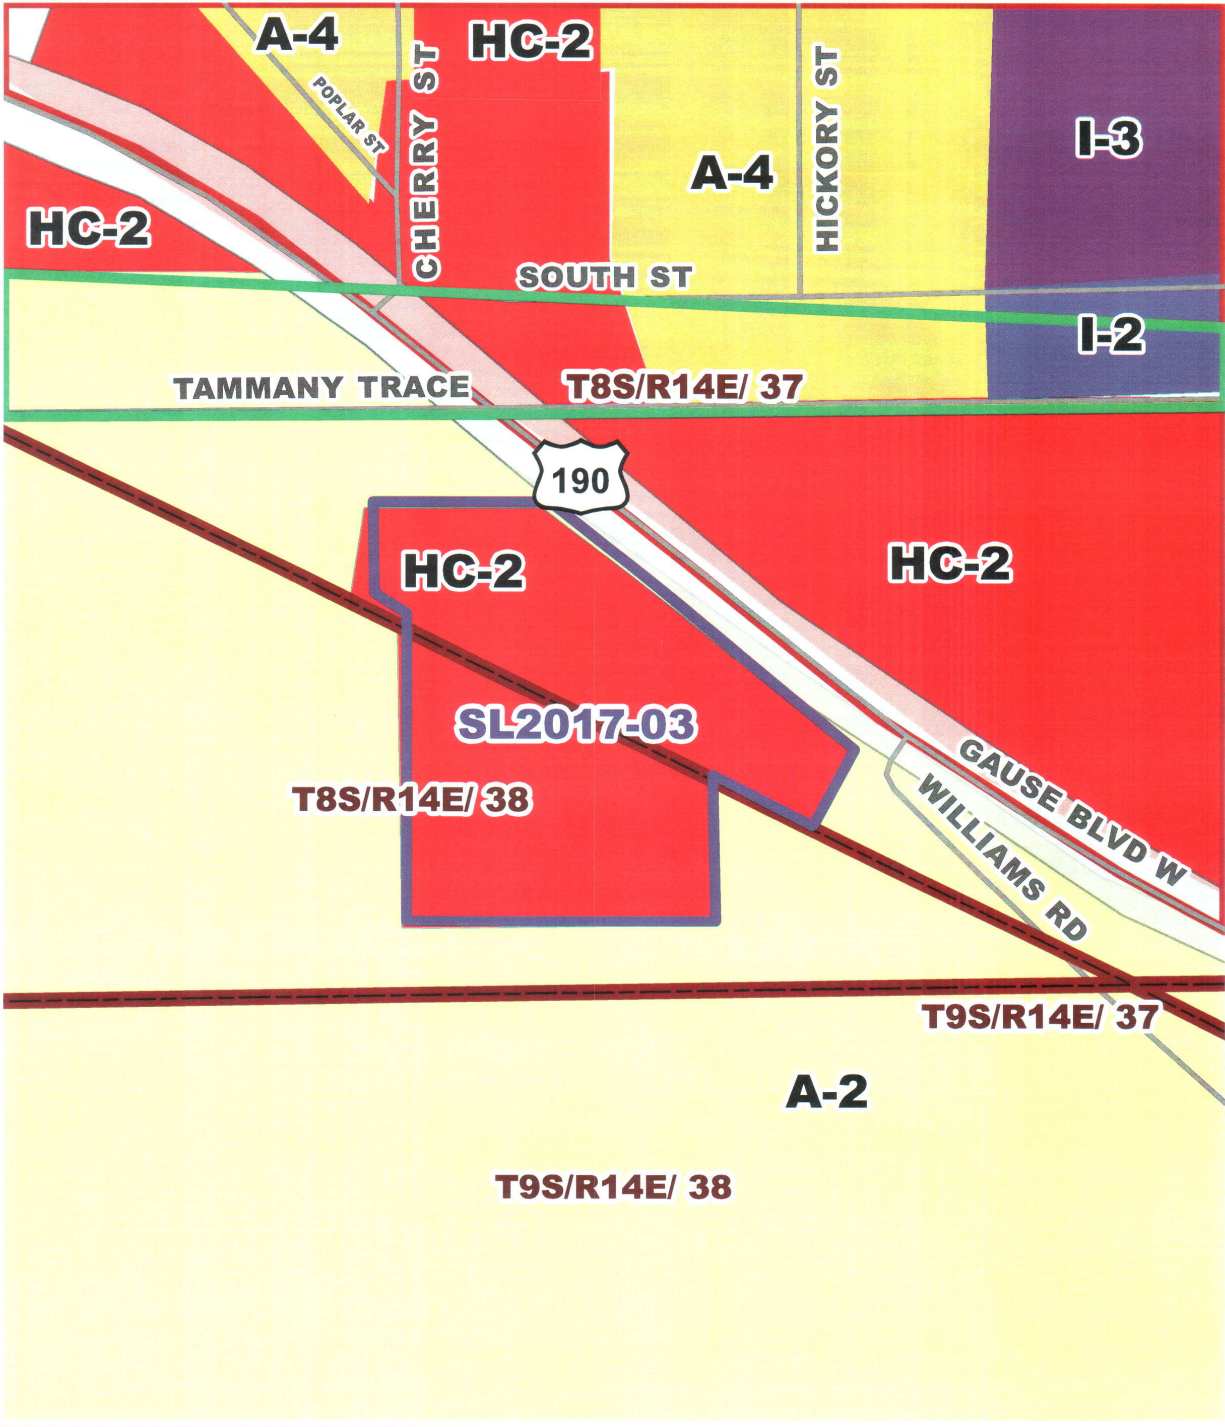 A-4
HC-2
POPLAR ST
CHERRY ST
HICKORY ST
I-3
A-4
HC-2
SOUTH ST
I-2
TAMMANY TRACE
T8S/R14E/ 37
190
HC-2
HC-2
SL2017-03
T8S/R14E/ 38
GAUSE BLVD W
WILLIAMS RD
T9S/R14E/ 37
A-2
T9S/R14E/ 38